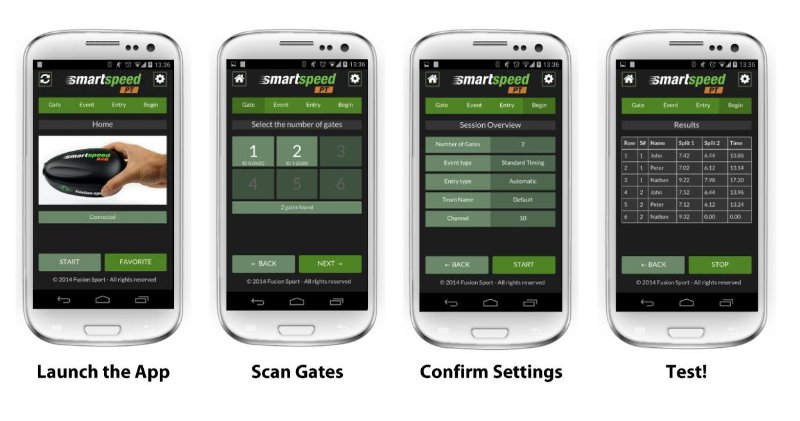 13:36
smartspeed
PT
Gate Event Entry Begin
Home
smartspeed
Connected
START FAVORITE
© 2014 Fusion Sport - All rights reserved
Launch the App
13:36
smartspeed
PT
Gate Event Entry Begin
Select the number of gates
1 2 3
4 5 6
2 gates found
← BACK NEXT →
© 2014 Fusion Sport - All rights reserved
Scan Gates
13:36
smartspeed
PT
Gate Event Entry Begin
Session Overview
Number of Gates 2
Event type Standard Timing
Entry type Automatic
Team Name Default
Channel 10
← BACK START
© 2014 Fusion Sport - All rights reserved
Confirm Settings
13:36
smartspeed
PT
Gate Event Entry Begin
Results
Row S# Name Split 1 Split 2 Time
1 1 John 7.42 6.44 13.86
2 1 Peter 7.02 6.12 13.14
3 1 Nathan 9.22 7.98 17.20
4 2 John 7.52 6.44 13.96
5 2 Peter 7.12 6.12 13.24
6 2 Nathan 9.32 0.00 0.00
← BACK STOP
© 2014 Fusion Sport - All rights reserved
Test!